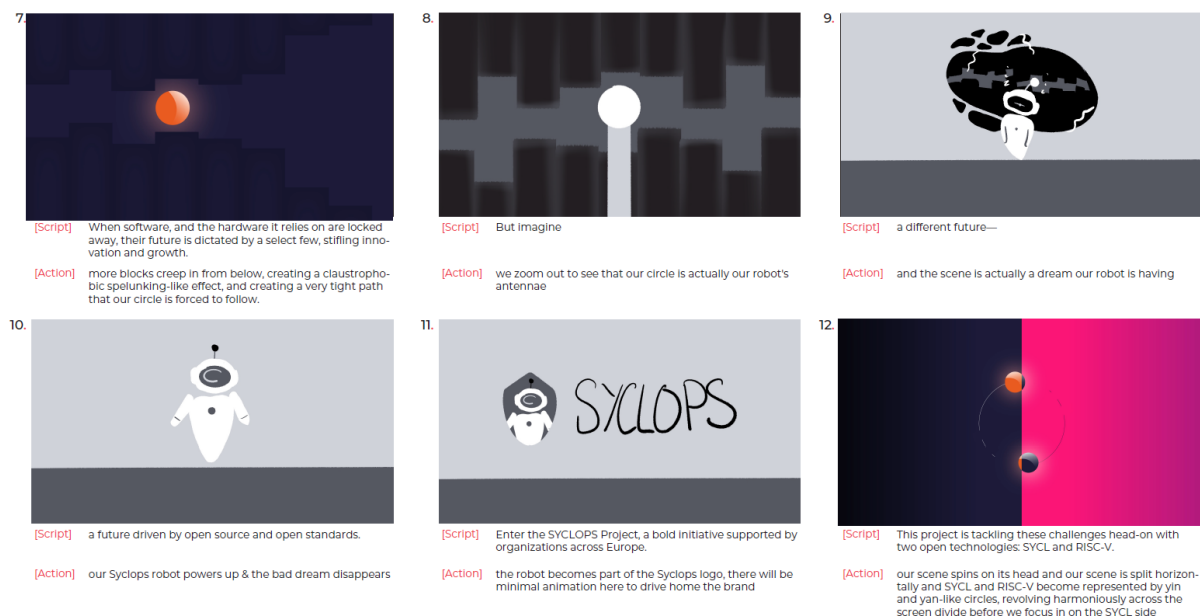 7.
[Script] When software, and the hardware it relies on are locked
away, their future is dictated by a select few, stifling inno-
vation and growth.
[Action] more blocks creep in from below, creating a claustropho-
bic spelunking-like effect, and creating a very tight path
that our circle is forced to follow.
8.
[Script] But imagine
[Action] we zoom out to see that our circle is actually our robot's
antennae
9.
[Script] a different future—
[Action] and the scene is actually a dream our robot is having
10.
[Script] a future driven by open source and open standards.
[Action] our Syclops robot powers up & the bad dream disappears
11.
SYCLOPS
[Script] Enter the SYCLOPS Project, a bold initiative supported by
organizations across Europe.
[Action] the robot becomes part of the Syclops logo, there will be
minimal animation here to drive home the brand
12.
[Script] This project is tackling these challenges head-on with
two open technologies: SYCL and RISC-V.
[Action] our scene spins on its head and our scene is split horizon-
tally and SYCL and RISC-V become represented by yin
and yan-like circles, revolving harmoniously across the
screen divide before we focus in on the SYCL side